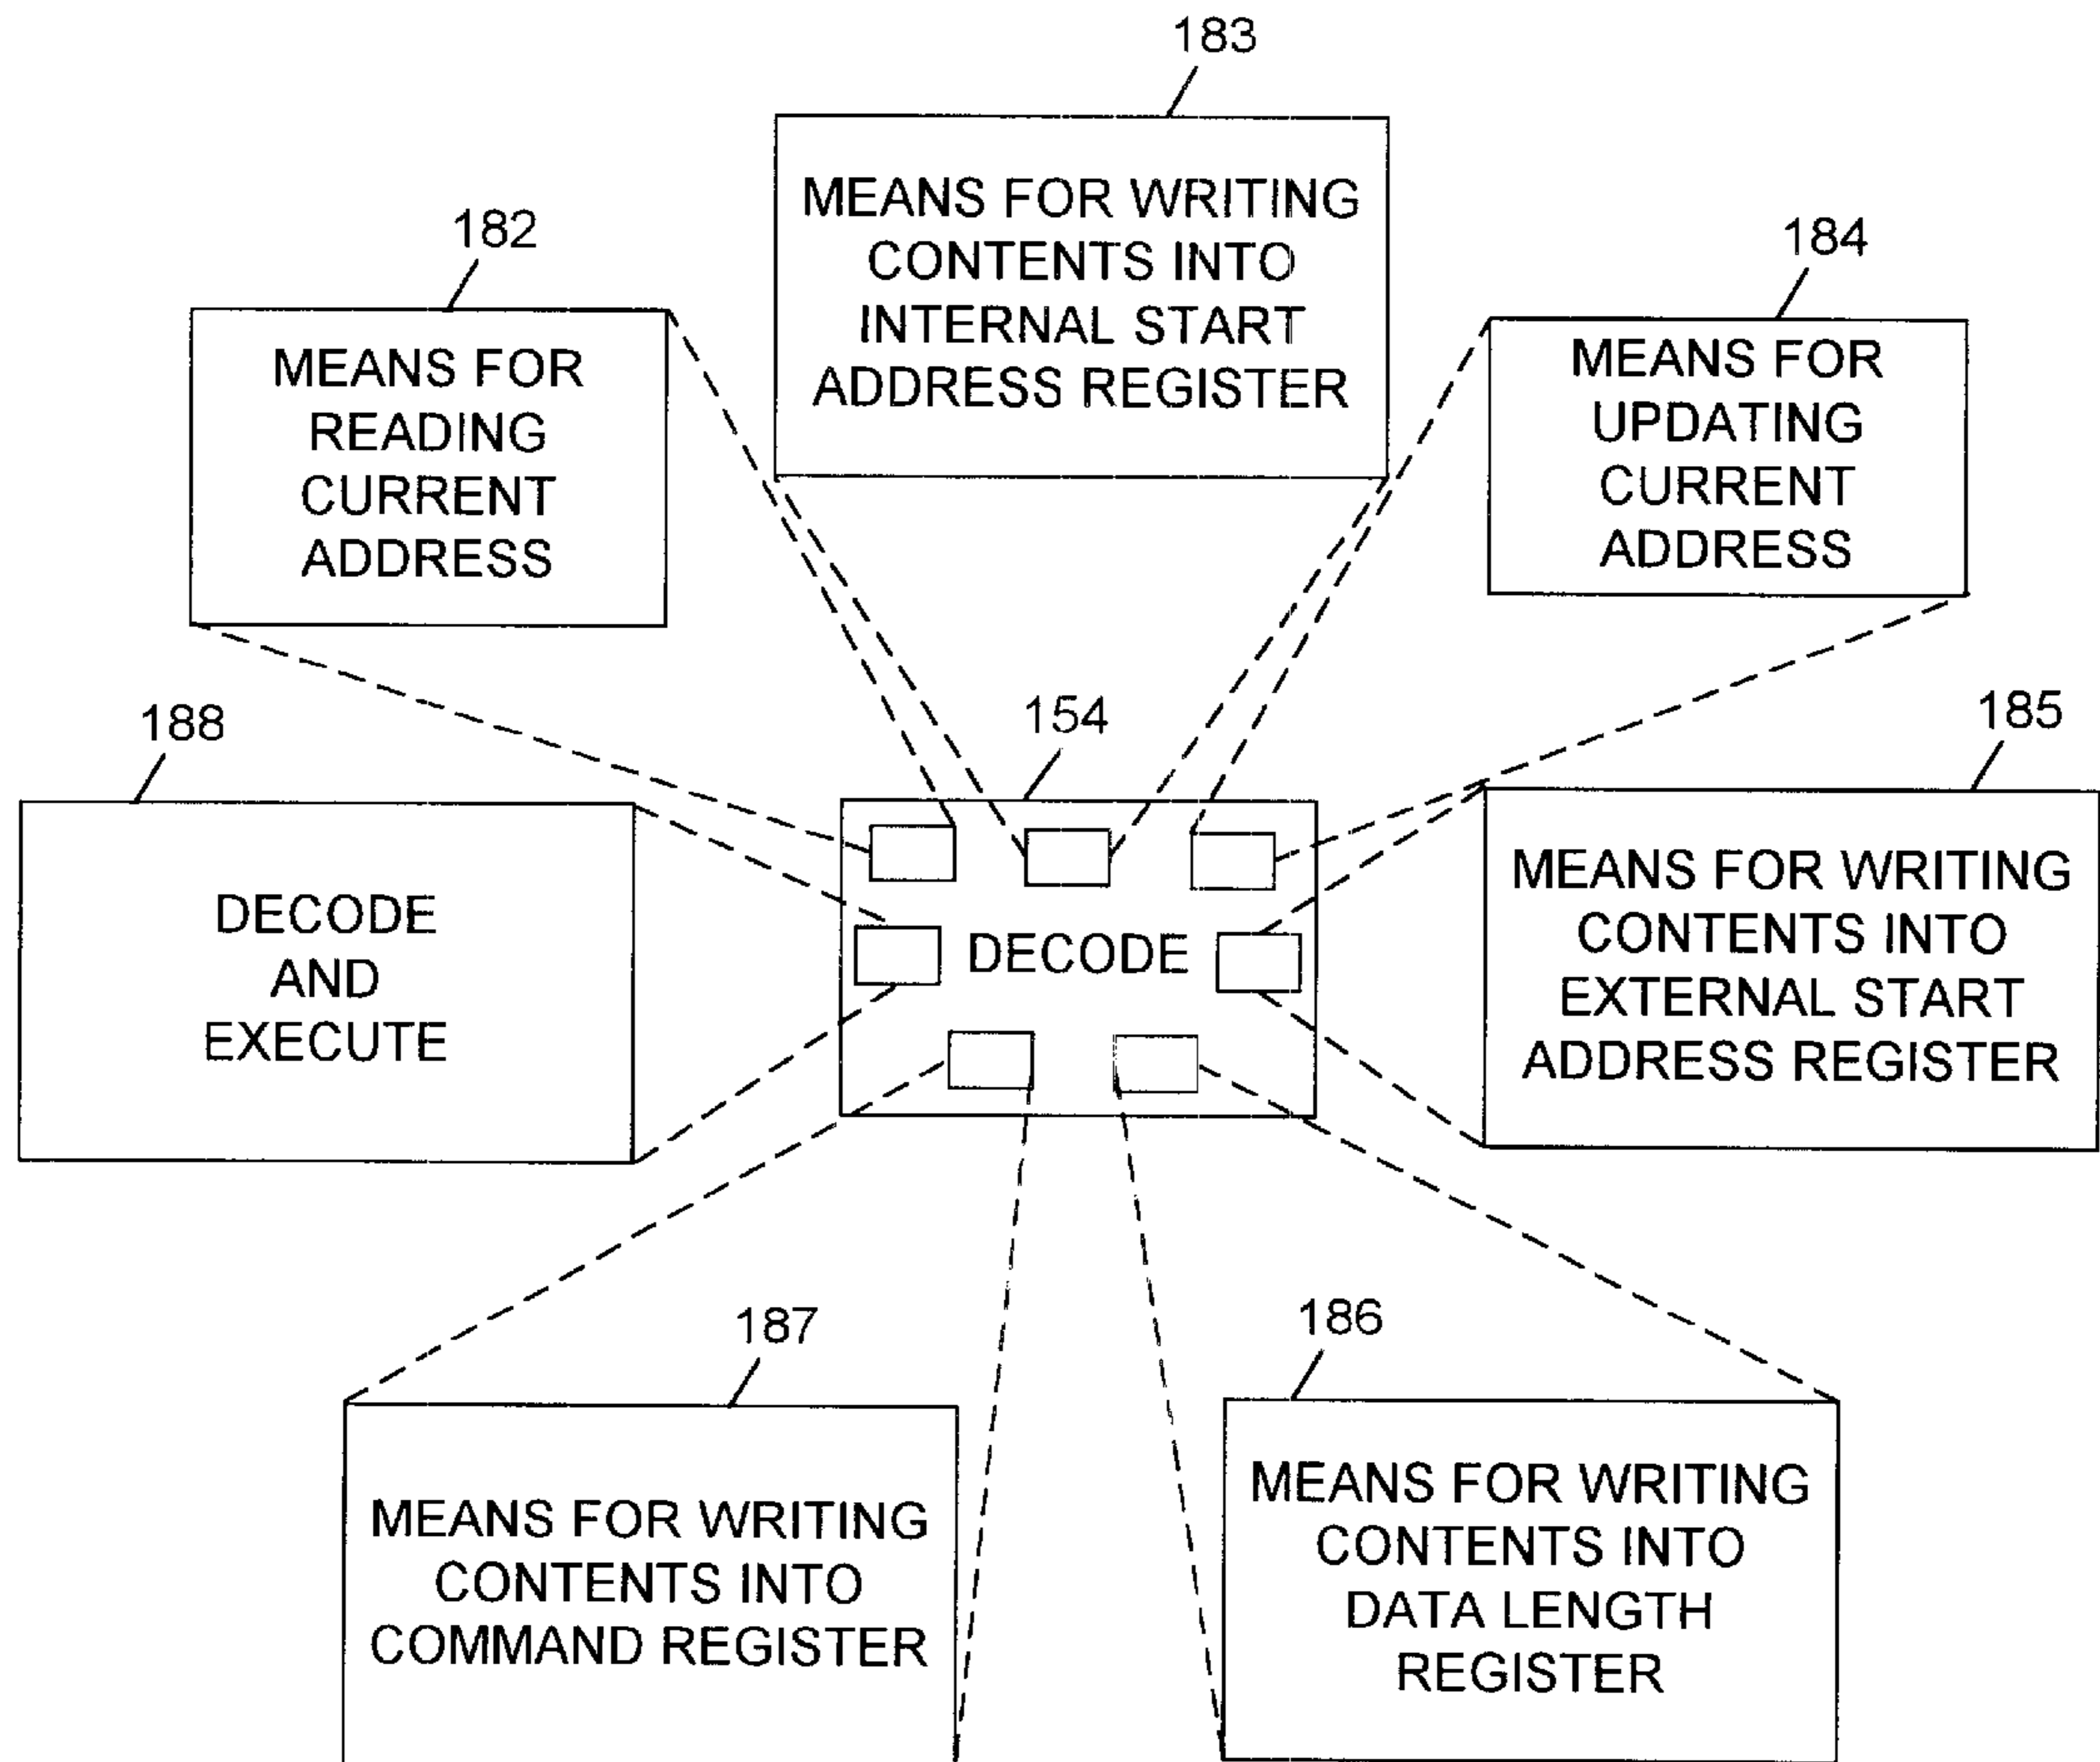 183
MEANS FOR WRITING
CONTENTS INTO
INTERNAL START
ADDRESS REGISTER
182
MEANS FOR
READING
CURRENT
ADDRESS
184
MEANS FOR
UPDATING
CURRENT
ADDRESS
188
DECODE
AND
EXECUTE
154
DECODE
185
MEANS FOR WRITING
CONTENTS INTO
EXTERNAL START
ADDRESS REGISTER
187
MEANS FOR WRITING
CONTENTS INTO
COMMAND REGISTER
186
MEANS FOR WRITING
CONTENTS INTO
DATA LENGTH
REGISTER